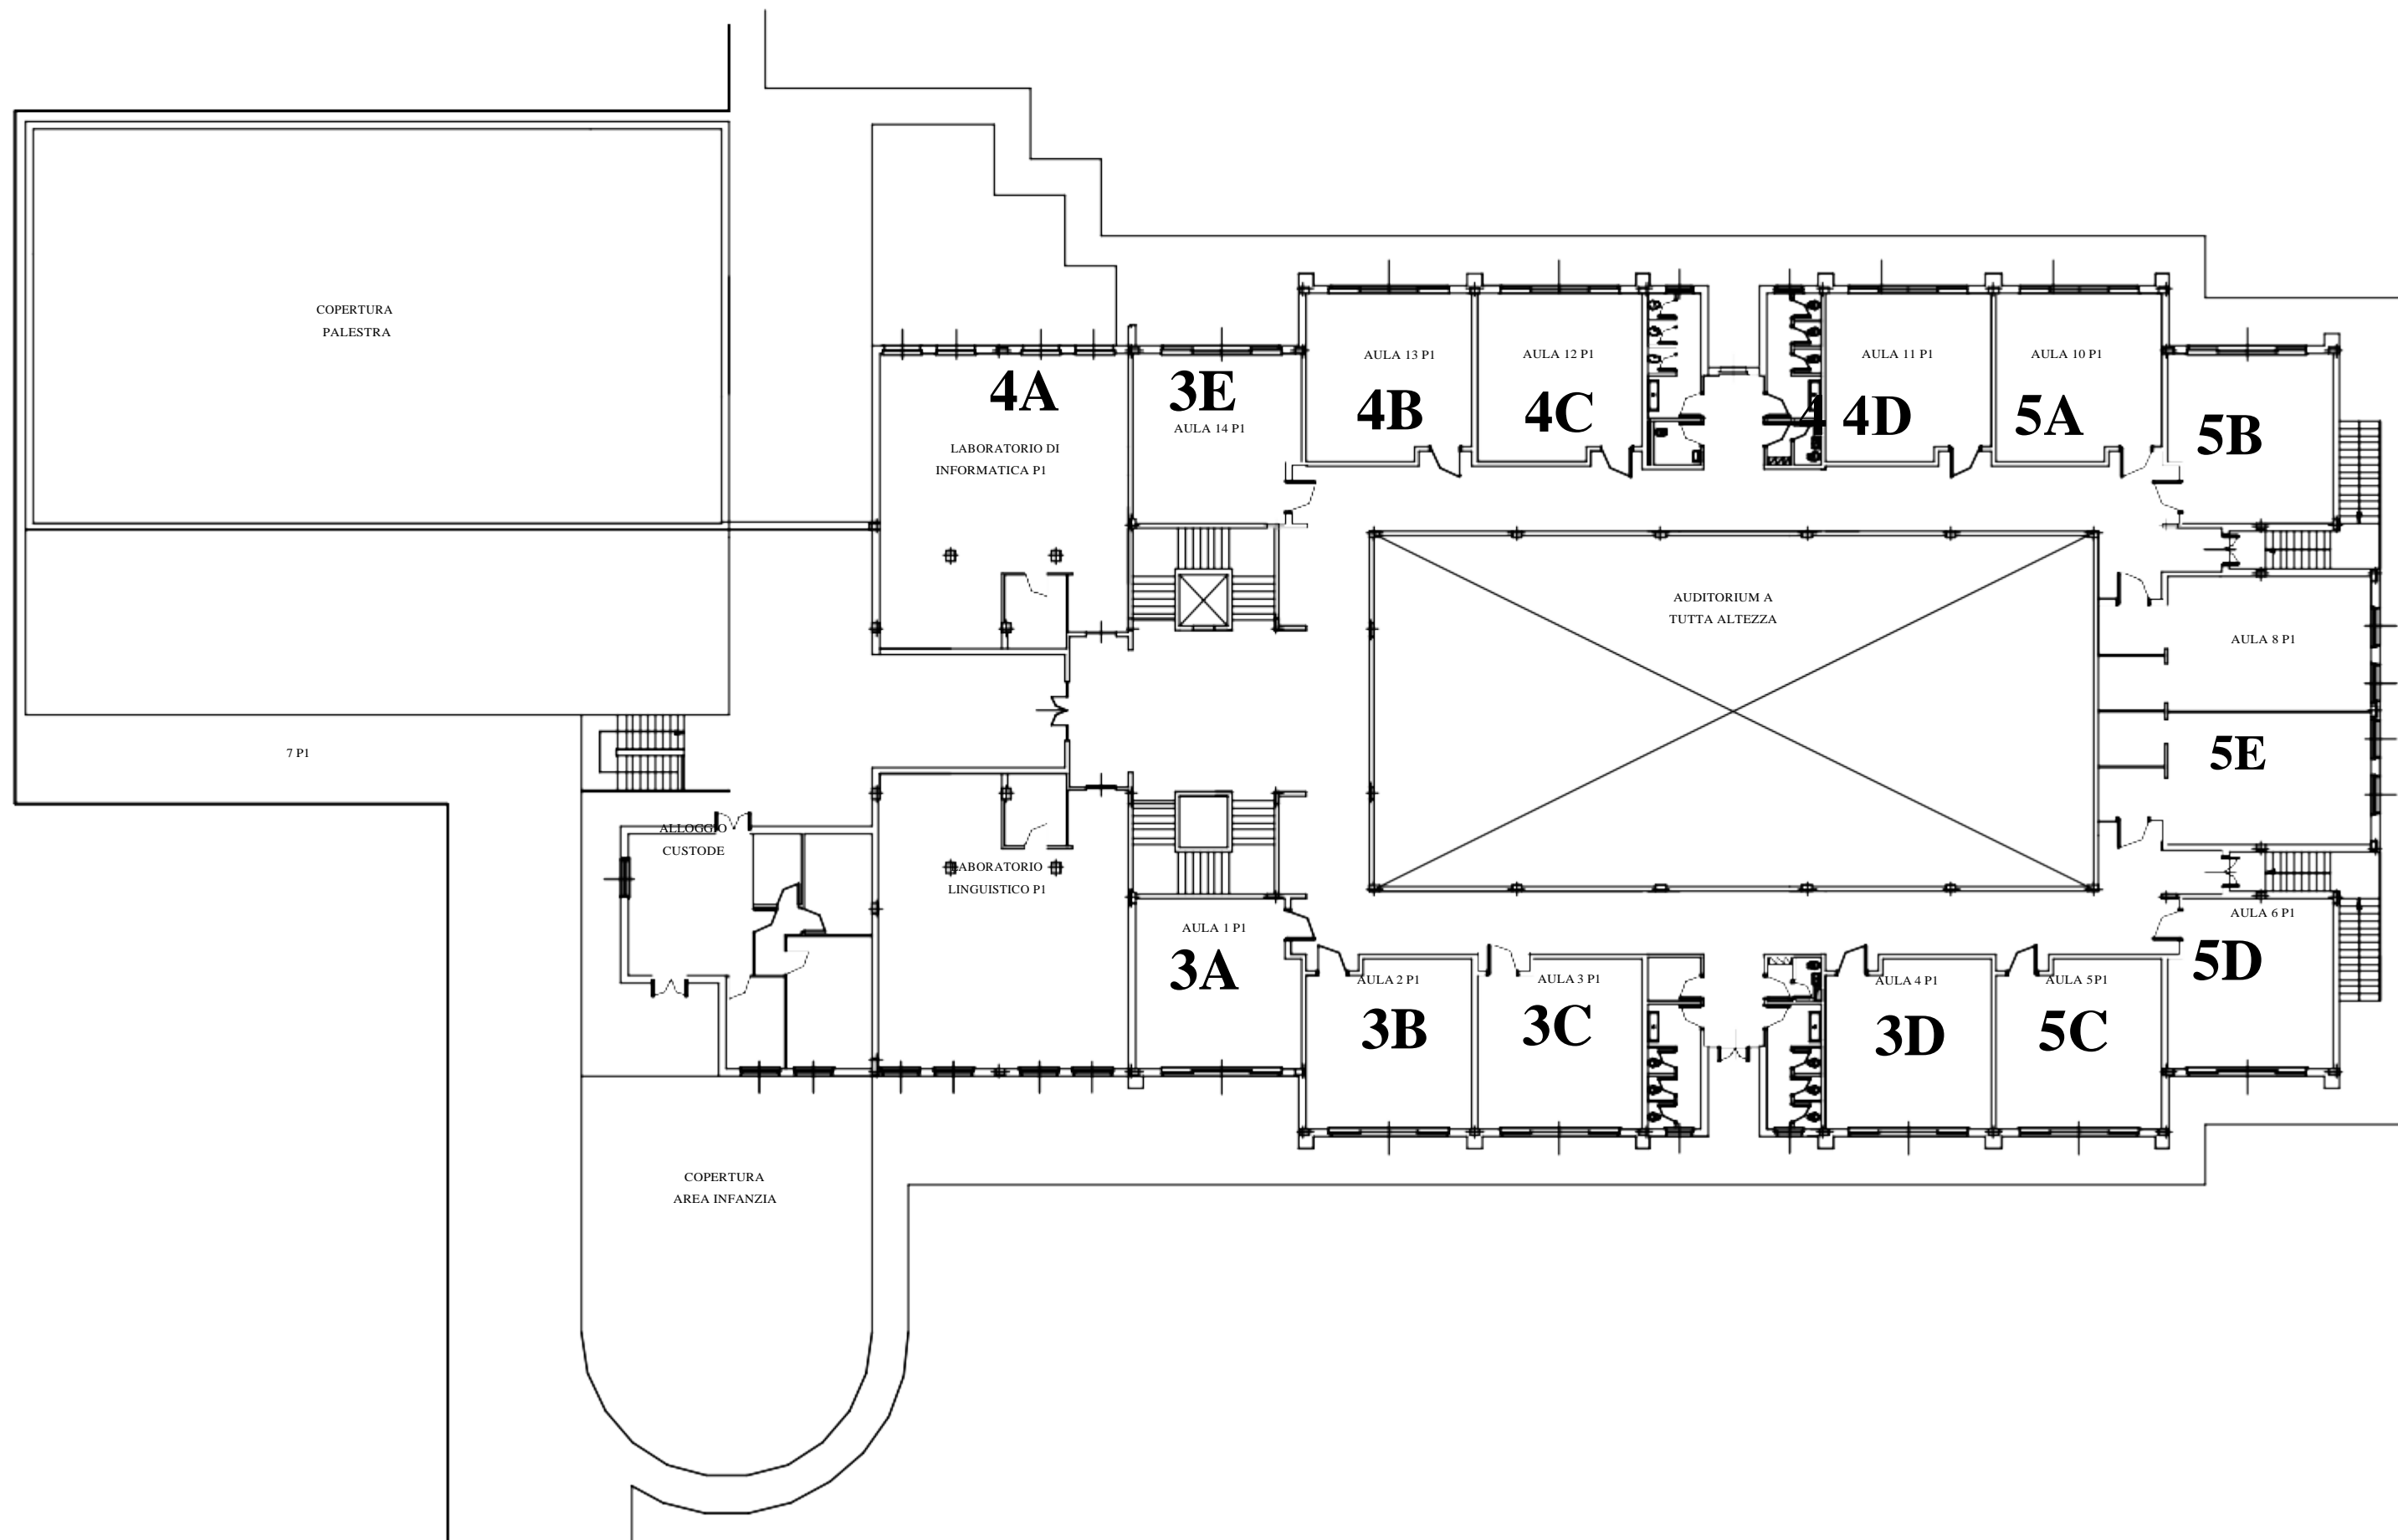 COPERTURA
PALESTRA
AULA 13 P1
AULA 12 P1
AULA 11 P1
AULA 10 P1
4A
3E
4B
4C
4D
5A
5B
AULA 14 P1
LABORATORIO DI
INFORMATICA P1
AUDITORIUM A
TUTTA ALTEZZA
AULA 8 P1
7 P1
5E
ALLOGGIO
CUSTODE
LABORATORIO
LINGUISTICO P1
AULA 1 P1
AULA 6 P1
3A
5D
AULA 2 P1
AULA 3 P1
AULA 4 P1
AULA 5P1
3B
3C
3D
5C
COPERTURA
AREA INFANZIA